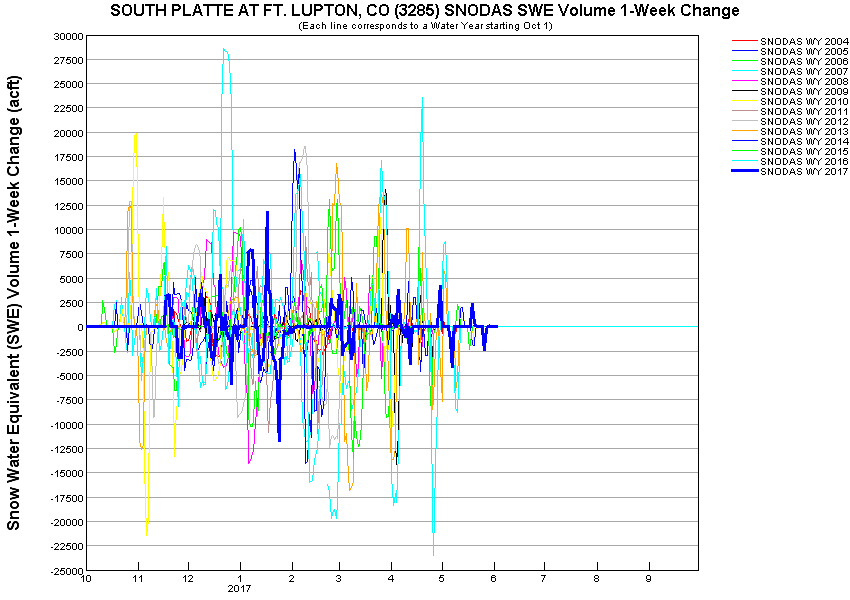 SOUTH PLATTE AT FT. LUPTON, CO (3285) SNODAS SWE Volume 1-Week Change
(Each line corresponds to a Water Year starting Oct 1)
Snow Water Equivalent (SWE) Volume 1-Week Change (acft)
30000
27500
25000
22500
20000
17500
15000
12500
10000
7500
5000
2500
0
-2500
-5000
-7500
-10000
-12500
-15000
-17500
-20000
-22500
-25000
10 11 12 1 2 3 4 5 6 7 8 9
2017
SNODAS WY 2004
SNODAS WY 2005
SNODAS WY 2006
SNODAS WY 2007
SNODAS WY 2008
SNODAS WY 2009
SNODAS WY 2010
SNODAS WY 2011
SNODAS WY 2012
SNODAS WY 2013
SNODAS WY 2014
SNODAS WY 2015
SNODAS WY 2016
SNODAS WY 2017